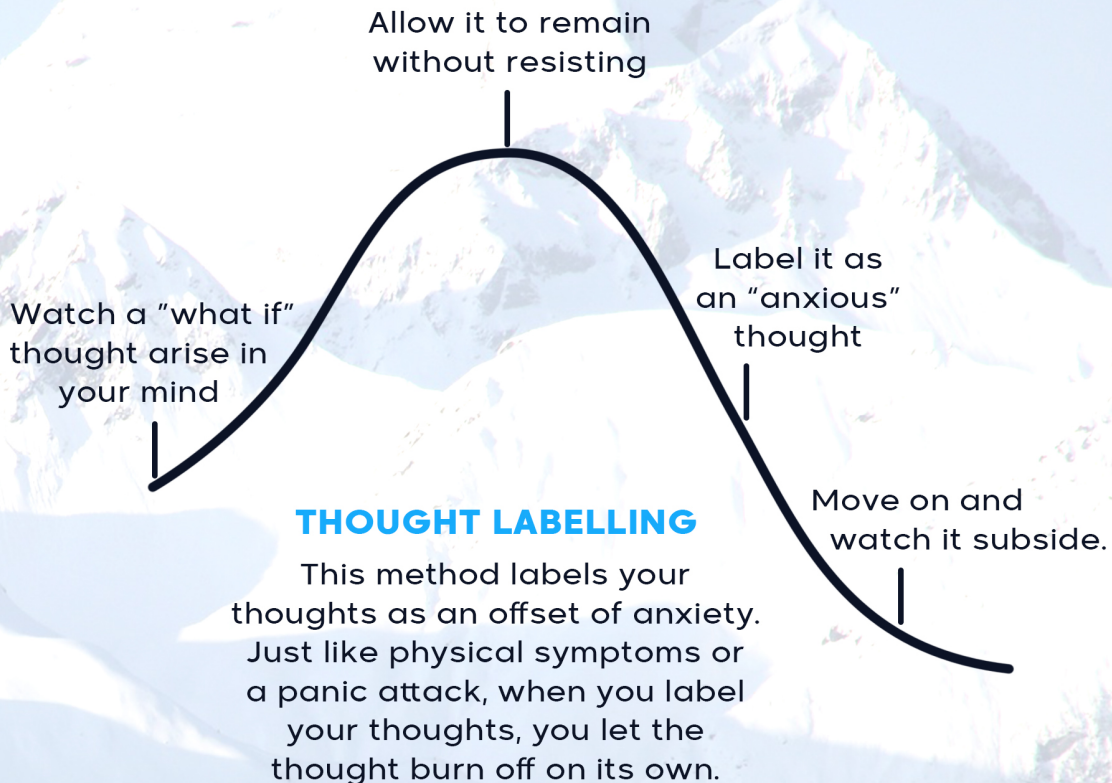 Allow it to remain
without resisting
Label it as
an “anxious”
thought
Watch a ”what if”
thought arise in
your mind
Move on and
watch it subside.
THOUGHT LABELLING
This method labels your
thoughts as an offset of anxiety.
Just like physical symptoms or
a panic attack, when you label
your thoughts, you let the
thought burn off on its own.